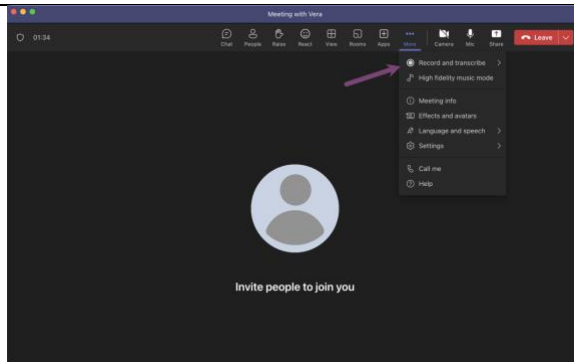 Meeting with Vera
01:34
Chat People Raise React View Rooms Apps More Camera Mic Share Leave
Record and transcribe
High fidelity music mode
Meeting info
Effects and avatars
Language and speech
Settings
Call me
Help
Invite people to join you